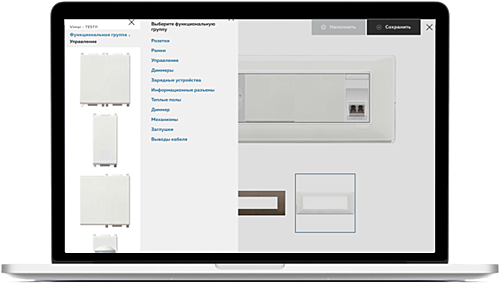 Vimar - TESTI1
Функциональная группа .
Управление
Выберите функциональную
группу
Розетки
Рамки
Управление
Диммеры
Зарядные устройства
Информационные разъемы
Теплые полы
Диммер
Механизмы
Заглушки
Выводы кабеля
Наполнить
Сохранить